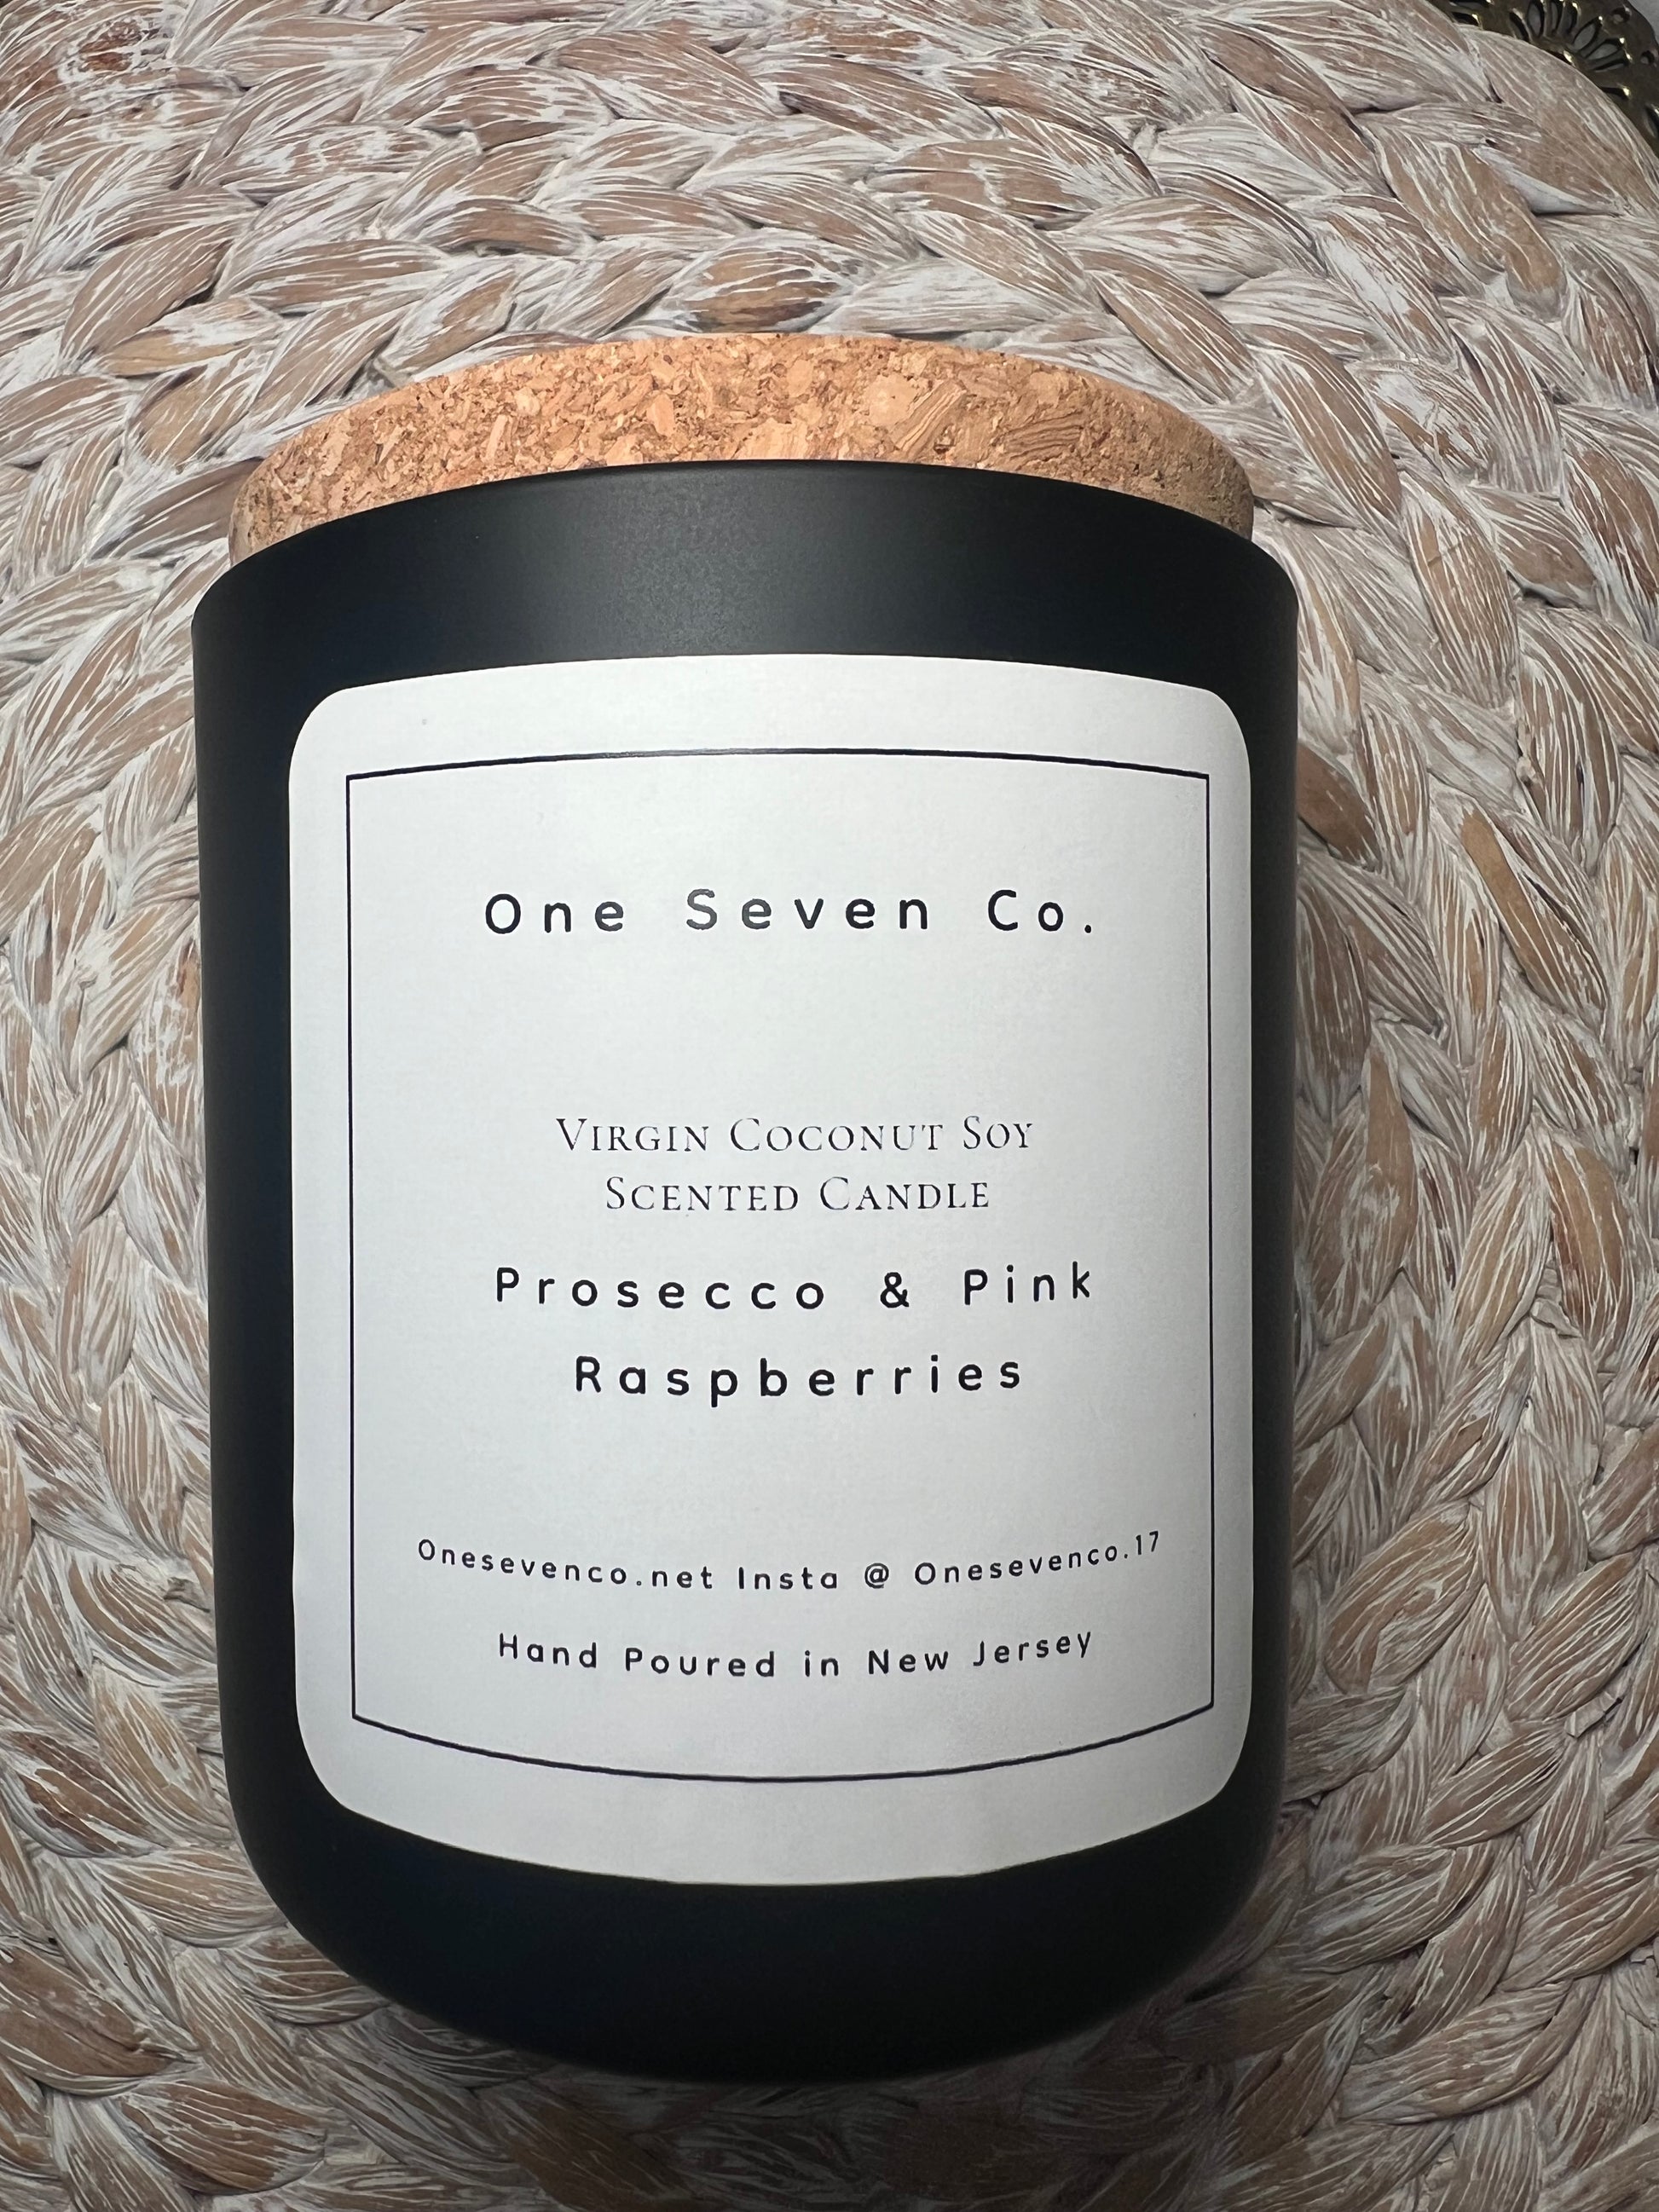 One Seven Co.
Virgin Coconut Soy
Scented Candle
Prosecco & Pink
Raspberries
Onesevenco.net Insta @ Onesevenco.17
Hand Poured in New Jersey